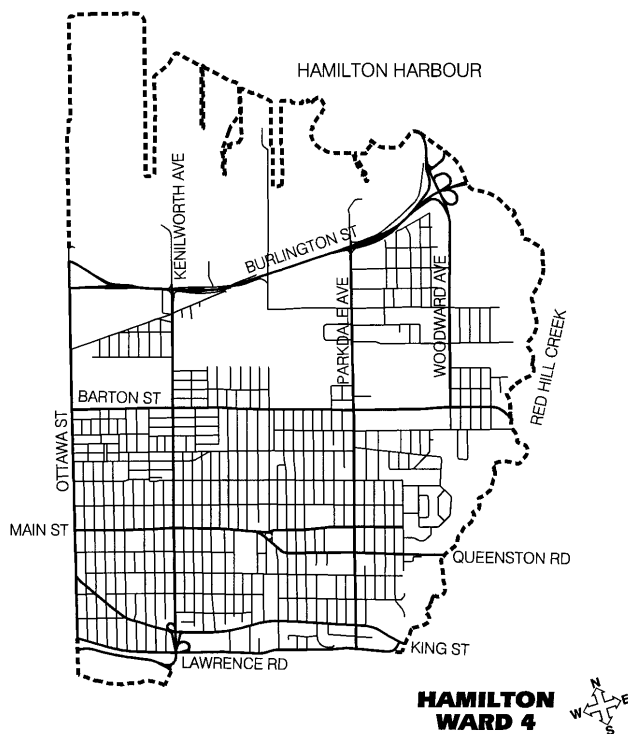 HAMILTON HARBOUR
KENILWORTH AVE
BURLINGTON ST
PARKDALE AVE
WOODWARD AVE
RED HILL CREEK
BARTON ST
OTTAWA ST
MAIN ST
QUEENSTON RD
KING ST
LAWRENCE RD
HAMILTON
WARD 4
N
W
E
S